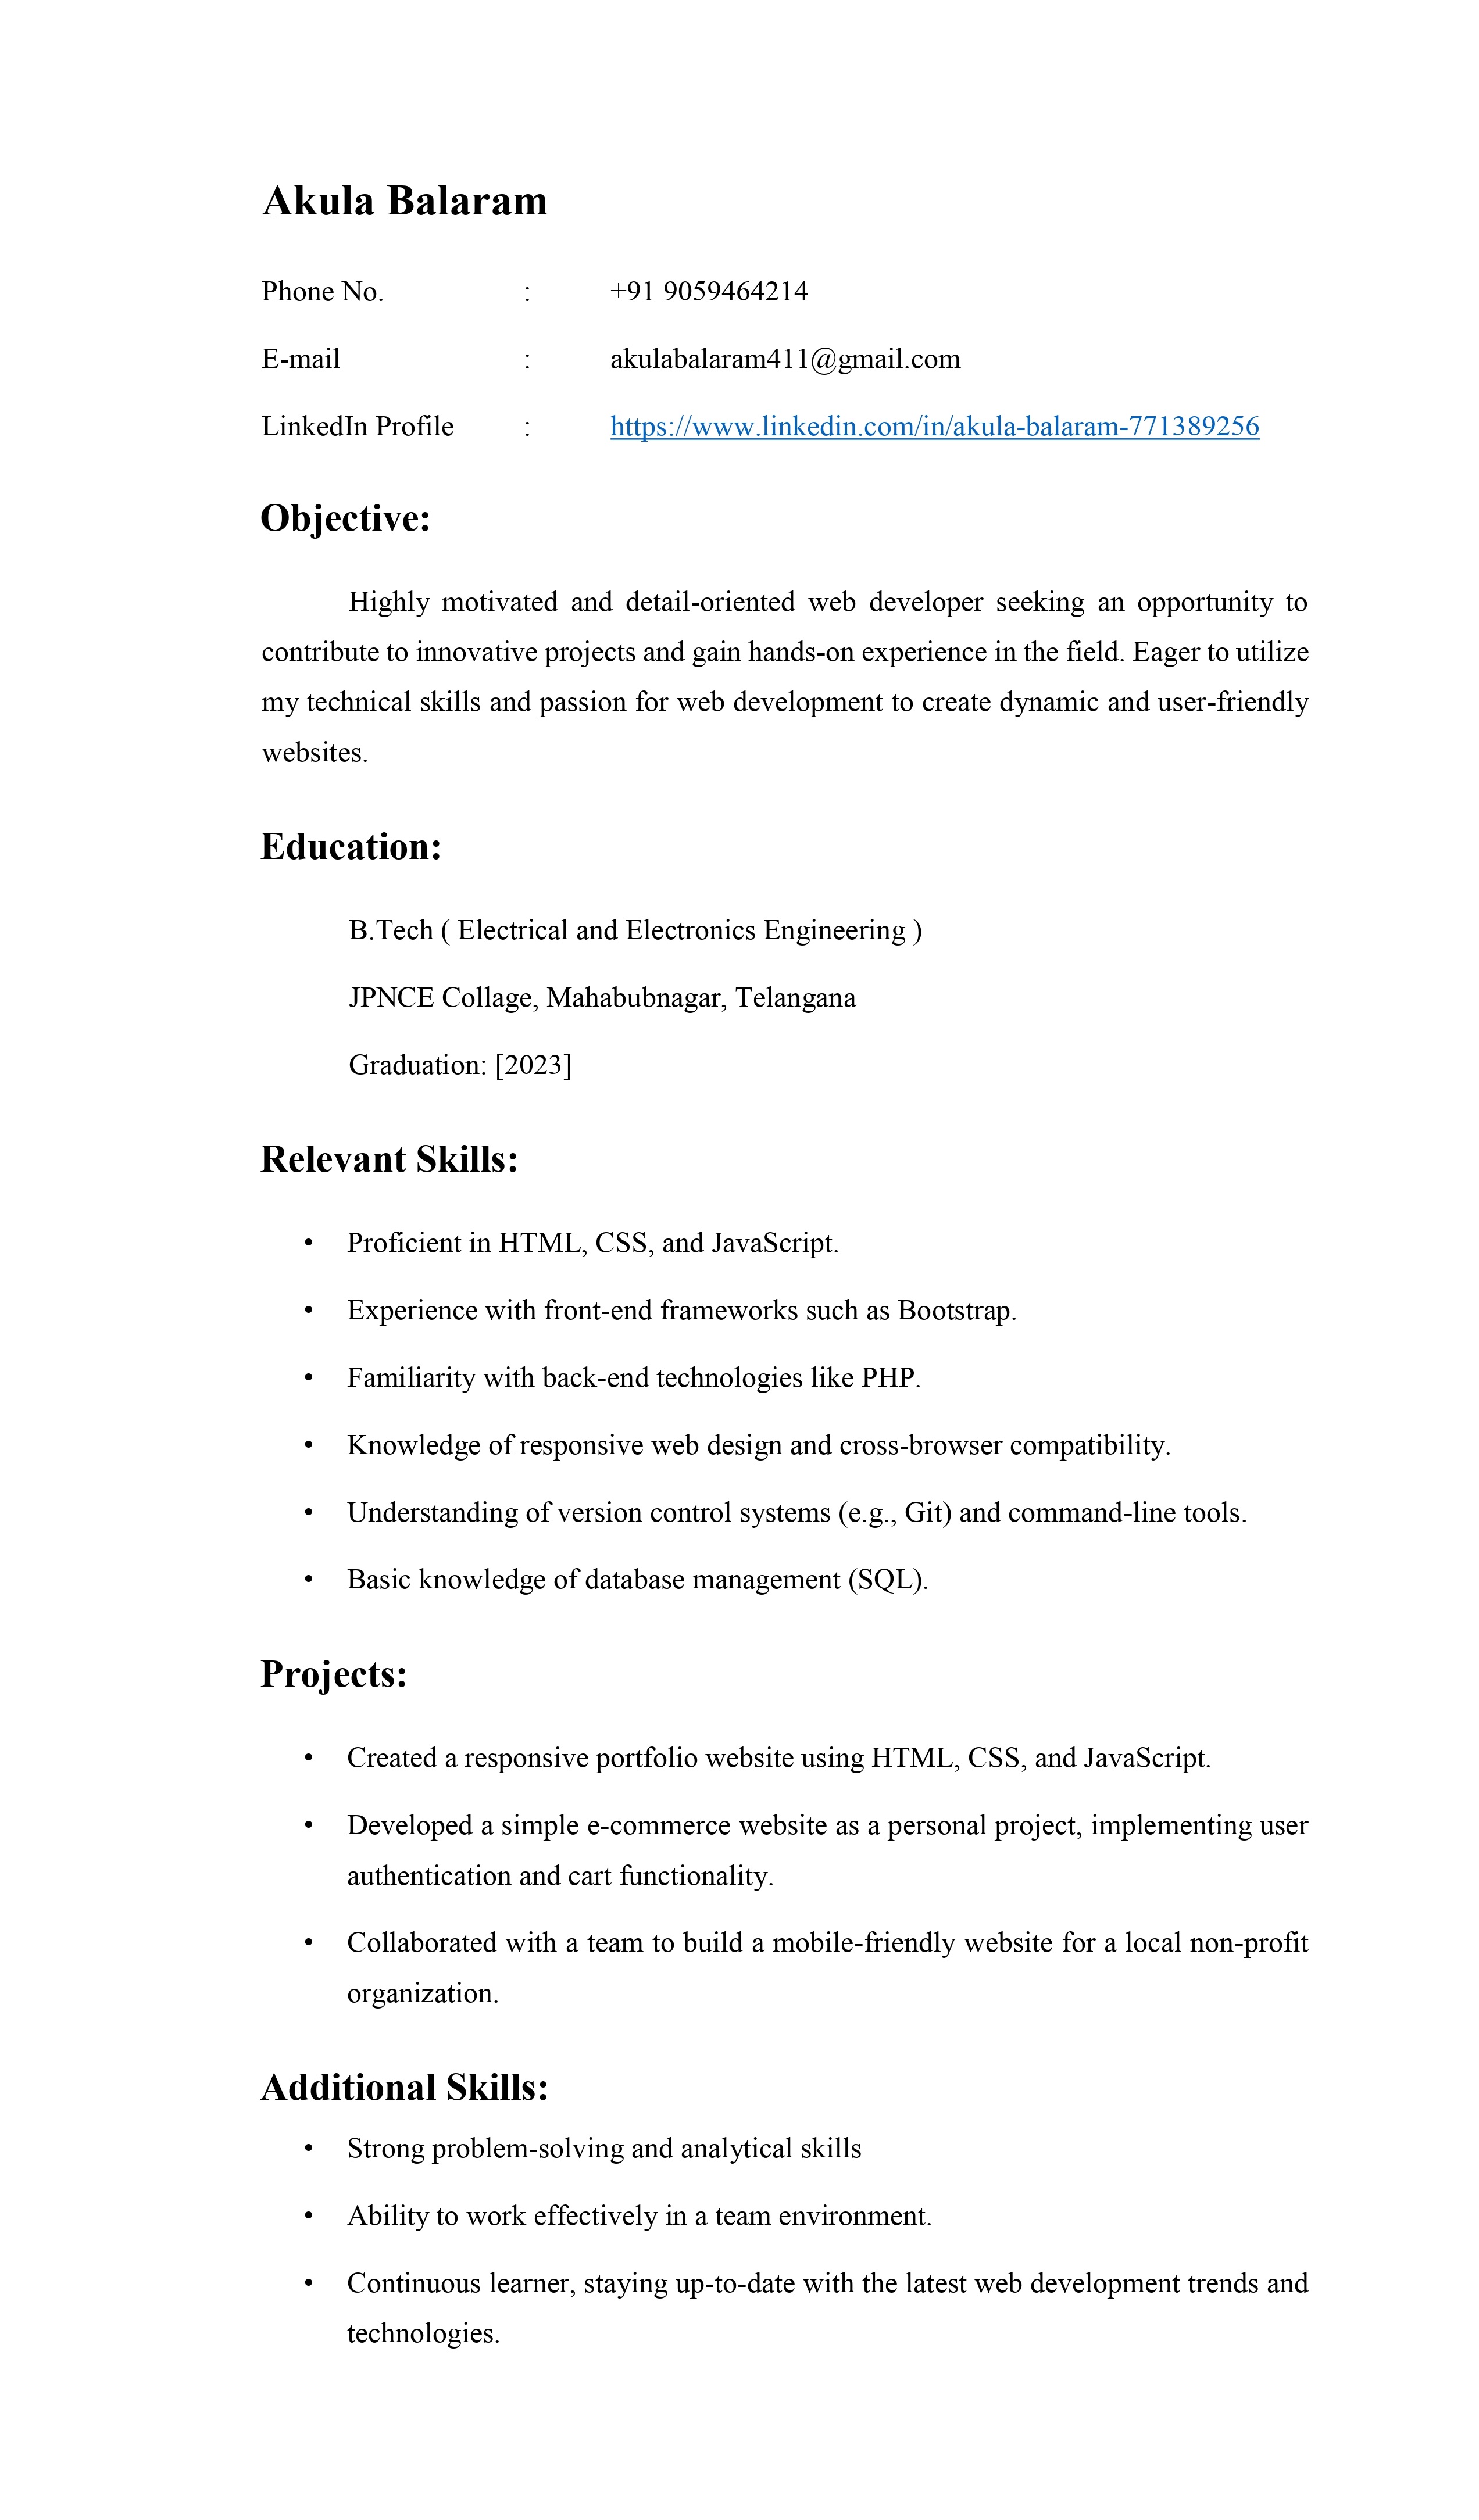 Akula Balaram
Phone No. : +91 9059464214
E-mail : akulabalaram411@gmail.com
LinkedIn Profile : https://www.linkedin.com/in/akula-balaram-771389256
Objective:
Highly motivated and detail-oriented web developer seeking an opportunity to
contribute to innovative projects and gain hands-on experience in the field. Eager to utilize
my technical skills and passion for web development to create dynamic and user-friendly
websites.
Education:
B.Tech ( Electrical and Electronics Engineering )
JPNCE Collage, Mahabubnagar, Telangana
Graduation: [2023]
Relevant Skills:
• Proficient in HTML, CSS, and JavaScript.
• Experience with front-end frameworks such as Bootstrap.
• Familiarity with back-end technologies like PHP.
• Knowledge of responsive web design and cross-browser compatibility.
• Understanding of version control systems (e.g., Git) and command-line tools.
• Basic knowledge of database management (SQL).
Projects:
• Created a responsive portfolio website using HTML, CSS, and JavaScript.
• Developed a simple e-commerce website as a personal project, implementing user
authentication and cart functionality.
• Collaborated with a team to build a mobile-friendly website for a local non-profit
organization.
Additional Skills:
• Strong problem-solving and analytical skills
• Ability to work effectively in a team environment.
• Continuous learner, staying up-to-date with the latest web development trends and
technologies.